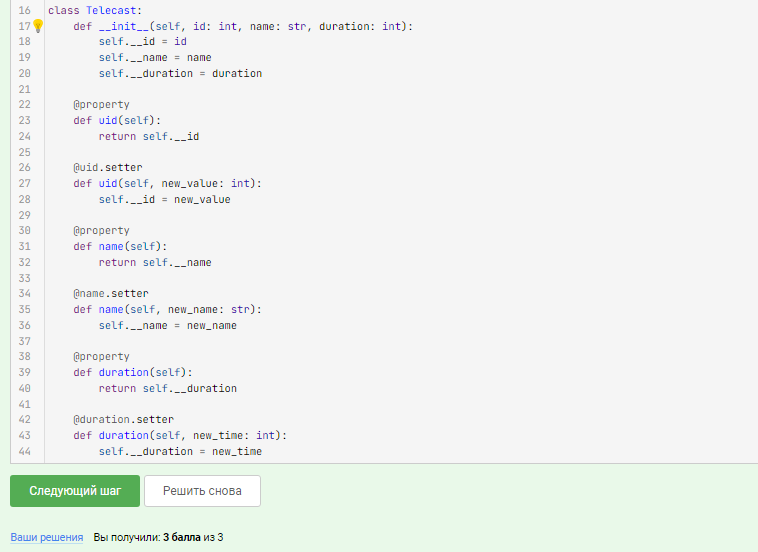 16 class Telecast:
17 def __init__(self, id: int, name: str, duration: int):
18 self.__id = id
19 self.__name = name
20 self.__duration = duration
21
22 @property
23 def uid(self):
24 return self.__id
25
26 @uid.setter
27 def uid(self, new_value: int):
28 self.__id = new_value
29
30 @property
31 def name(self):
32 return self.__name
33
34 @name.setter
35 def name(self, new_name: str):
36 self.__name = new_name
37
38 @property
39 def duration(self):
40 return self.__duration
41
42 @duration.setter
43 def duration(self, new_time: int):
44 self.__duration = new_time
Следующий шаг Решить снова
Ваши решения Вы получили: 3 балла из 3